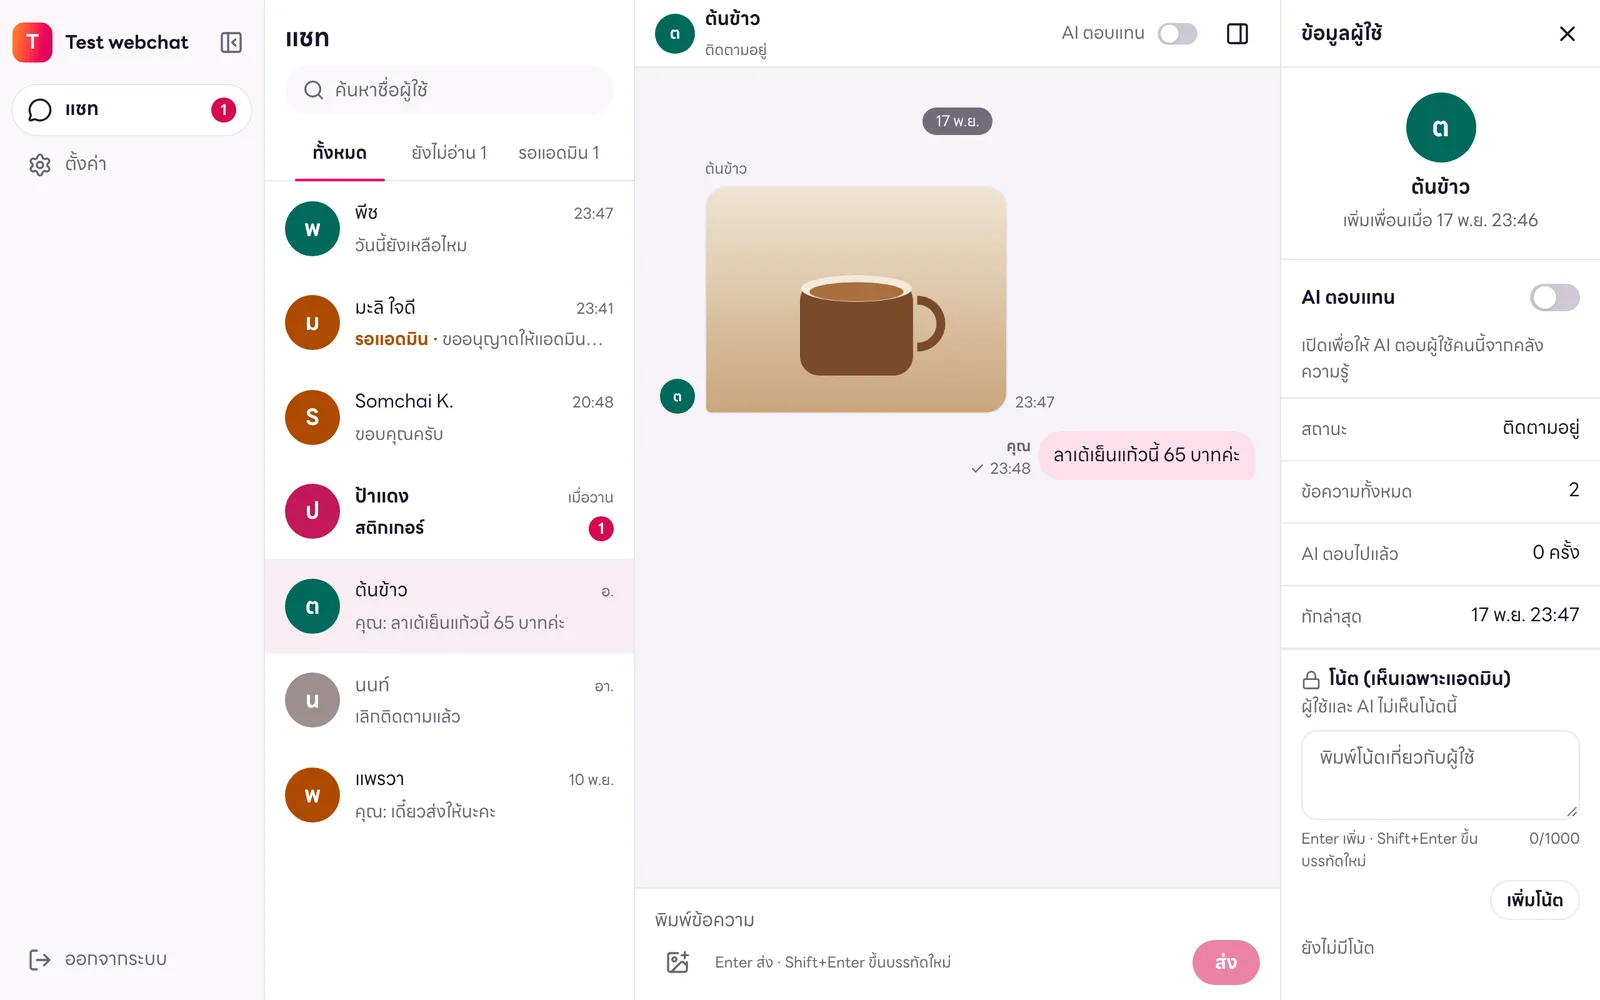 T
Test webchat
แชท
1
ตั้งค่า
ออกจากระบบ
แชท
ค้นหาชื่อผู้ใช้
ทั้งหมด
ยังไม่อ่าน 1
รอแอดมิน 1
พ
พีช
23:47
วันนี้ยังเหลือไหม
ม
มะลิ ใจดี
23:41
รอแอดมิน · ขออนุญาตให้แอดมิน...
S
Somchai K.
20:48
ขอบคุณครับ
ป
ป้าแดง
เมื่อวาน
สติกเกอร์
1
ต
ต้นข้าว
อ.
คุณ: ลาเต้เย็นแก้วนี้ 65 บาทค่ะ
น
นนท์
อา.
เลิกติดตามแล้ว
พ
แพรวา
10 พ.ย.
คุณ: เดี๋ยวส่งให้นะคะ
ต
ต้นข้าว
ติดตามอยู่
AI ตอบแทน
17 พ.ย.
ต้นข้าว
ต
23:47
คุณ
23:48
ลาเต้เย็นแก้วนี้ 65 บาทค่ะ
พิมพ์ข้อความ
Enter ส่ง · Shift+Enter ขึ้นบรรทัดใหม่
ส่ง
ข้อมูลผู้ใช้
ต
ต้นข้าว
เพิ่มเพื่อนเมื่อ 17 พ.ย. 23:46
AI ตอบแทน
เปิดเพื่อให้ AI ตอบผู้ใช้คนนี้จากคลัง
ความรู้
สถานะ
ติดตามอยู่
ข้อความทั้งหมด
2
AI ตอบไปแล้ว
0 ครั้ง
ทักล่าสุด
17 พ.ย. 23:47
โน้ต (เห็นเฉพาะแอดมิน)
ผู้ใช้และ AI ไม่เห็นโน้ตนี้
พิมพ์โน้ตเกี่ยวกับผู้ใช้
Enter เพิ่ม · Shift+Enter ขึ้น
บรรทัดใหม่
0/1000
เพิ่มโน้ต
ยังไม่มีโน้ต